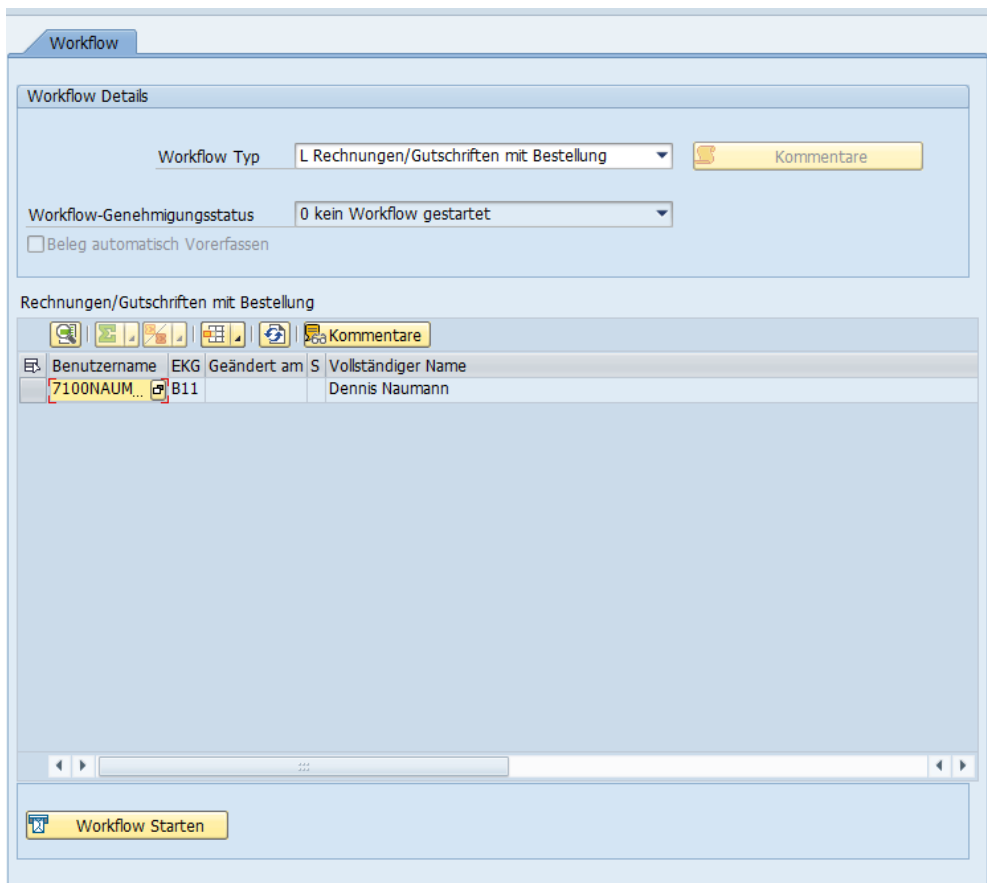 Workflow
Workflow Details
Workflow Typ L Rechnungen/Gutschriften mit Bestellung Kommentare
Workflow-Genehmigungsstatus 0 kein Workflow gestartet
Beleg automatisch Vorerfassen
Rechnungen/Gutschriften mit Bestellung
Kommentare
Benutzername EKG Geändert am S Vollständiger Name
7100NAUM... B11 Dennis Naumann
Workflow Starten